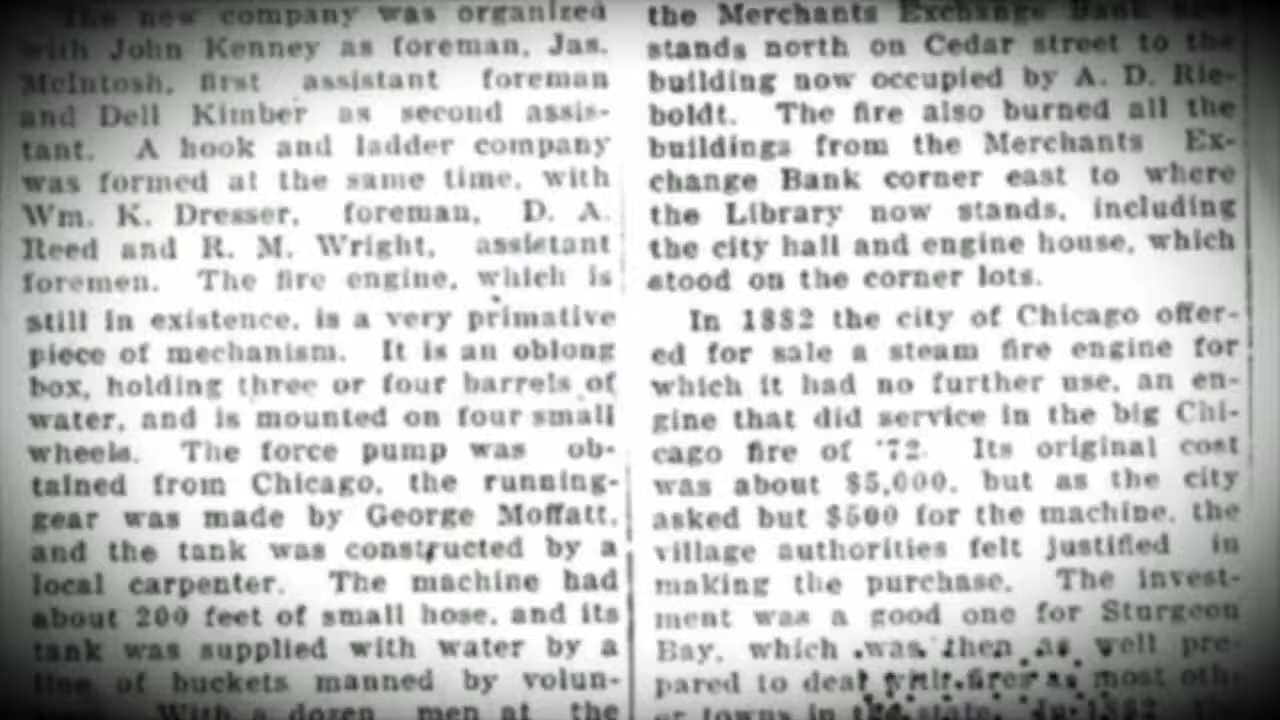 The new company was organized
with John Kenney as foreman, Jas.
McIntosh, first assistant foreman
and Dell Kimber as second assis-
tant. A hook and ladder company
was formed at the same time, with
Wm. K. Dresser, foreman, D. A.
Reed and R. M. Wright, assistant
foremen. The fire engine, which is
still in existence, is a very primative
piece of mechanism. It is an oblong
box, holding three or four barrels of
water, and is mounted on four small
wheels. The force pump was ob-
tained from Chicago, the running-
gear was made by George Moffatt,
and the tank was constructed by a
local carpenter. The machine had
about 200 feet of small hose, and its
tank was supplied with water by a
line of buckets manned by volun-
With a dozen men at the
the Merchants Exchange Bank now
stands north on Cedar street to the
building now occupied by A. D. Rie-
boldt. The fire also burned all the
buildings from the Merchants Ex-
change Bank corner east to where
the Library now stands, including
the city hall and engine house, which
stood on the corner lots.
In 1882 the city of Chicago offer-
ed for sale a steam fire engine for
which it had no further use, an en-
gine that did service in the big Chi-
cago fire of '72. Its original cost
was about $5,000, but as the city
asked but $500 for the machine, the
village authorities felt justified in
making the purchase. The invest-
ment was a good one for Sturgeon
Bay, which was then as well pre-
pared to deal with fires as most oth-
er towns in the state. In 1882